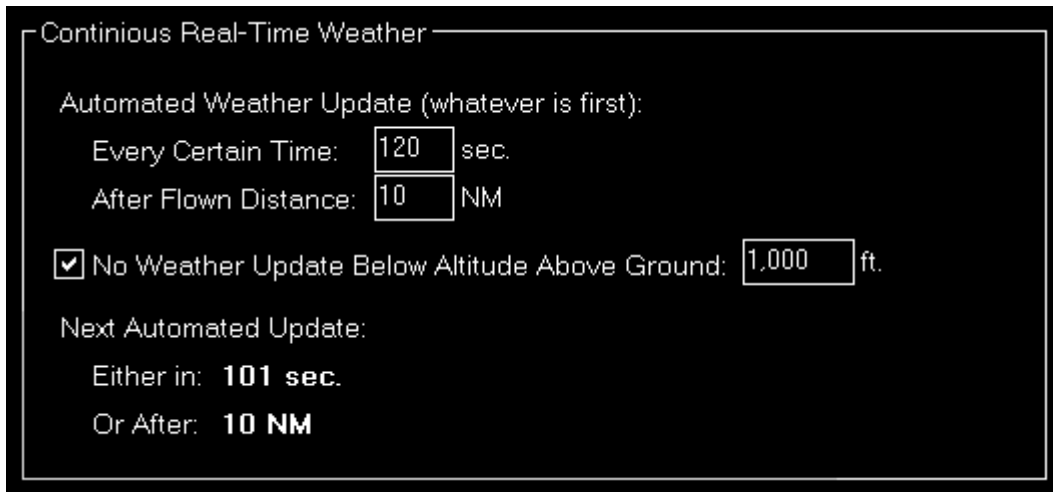 Continious Real-Time Weather
Automated Weather Update (whatever is first):
Every Certain Time: 120 sec.
After Flown Distance: 10 NM
No Weather Update Below Altitude Above Ground: 1,000 ft.
Next Automated Update:
Either in: 101 sec.
Or After: 10 NM